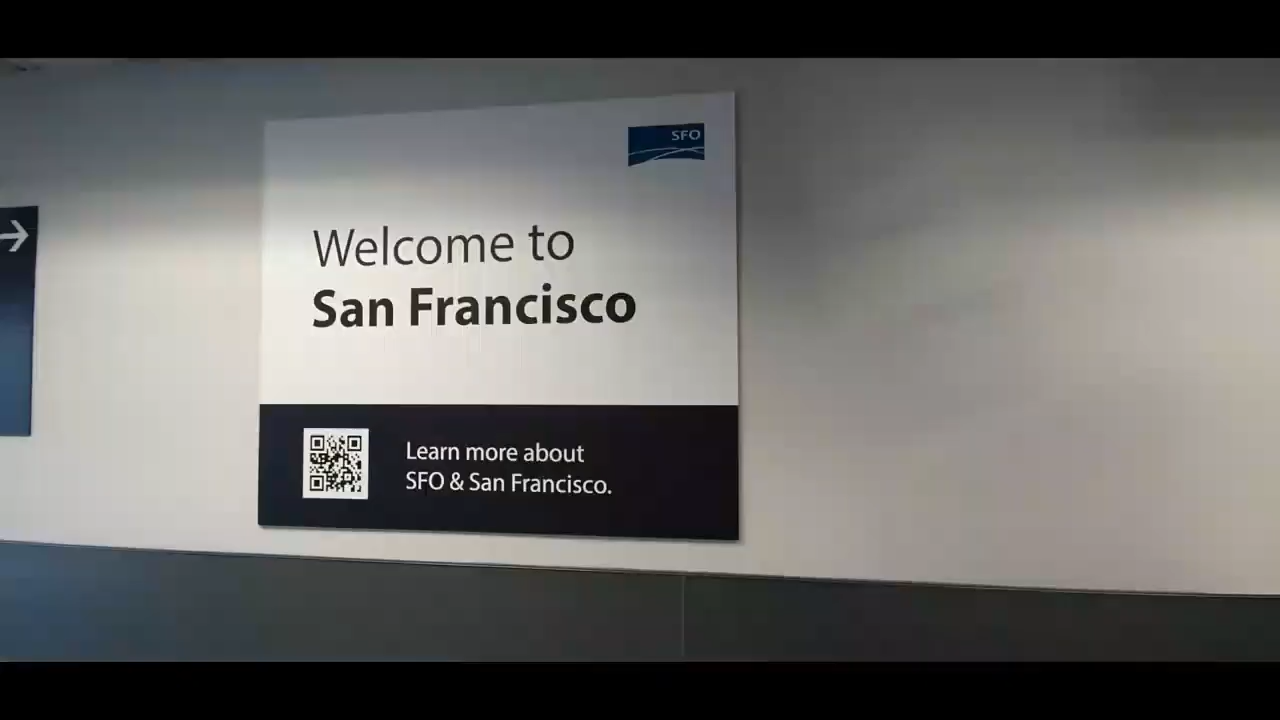 SFO
Welcome to
San Francisco
Learn more about
SFO & San Francisco.